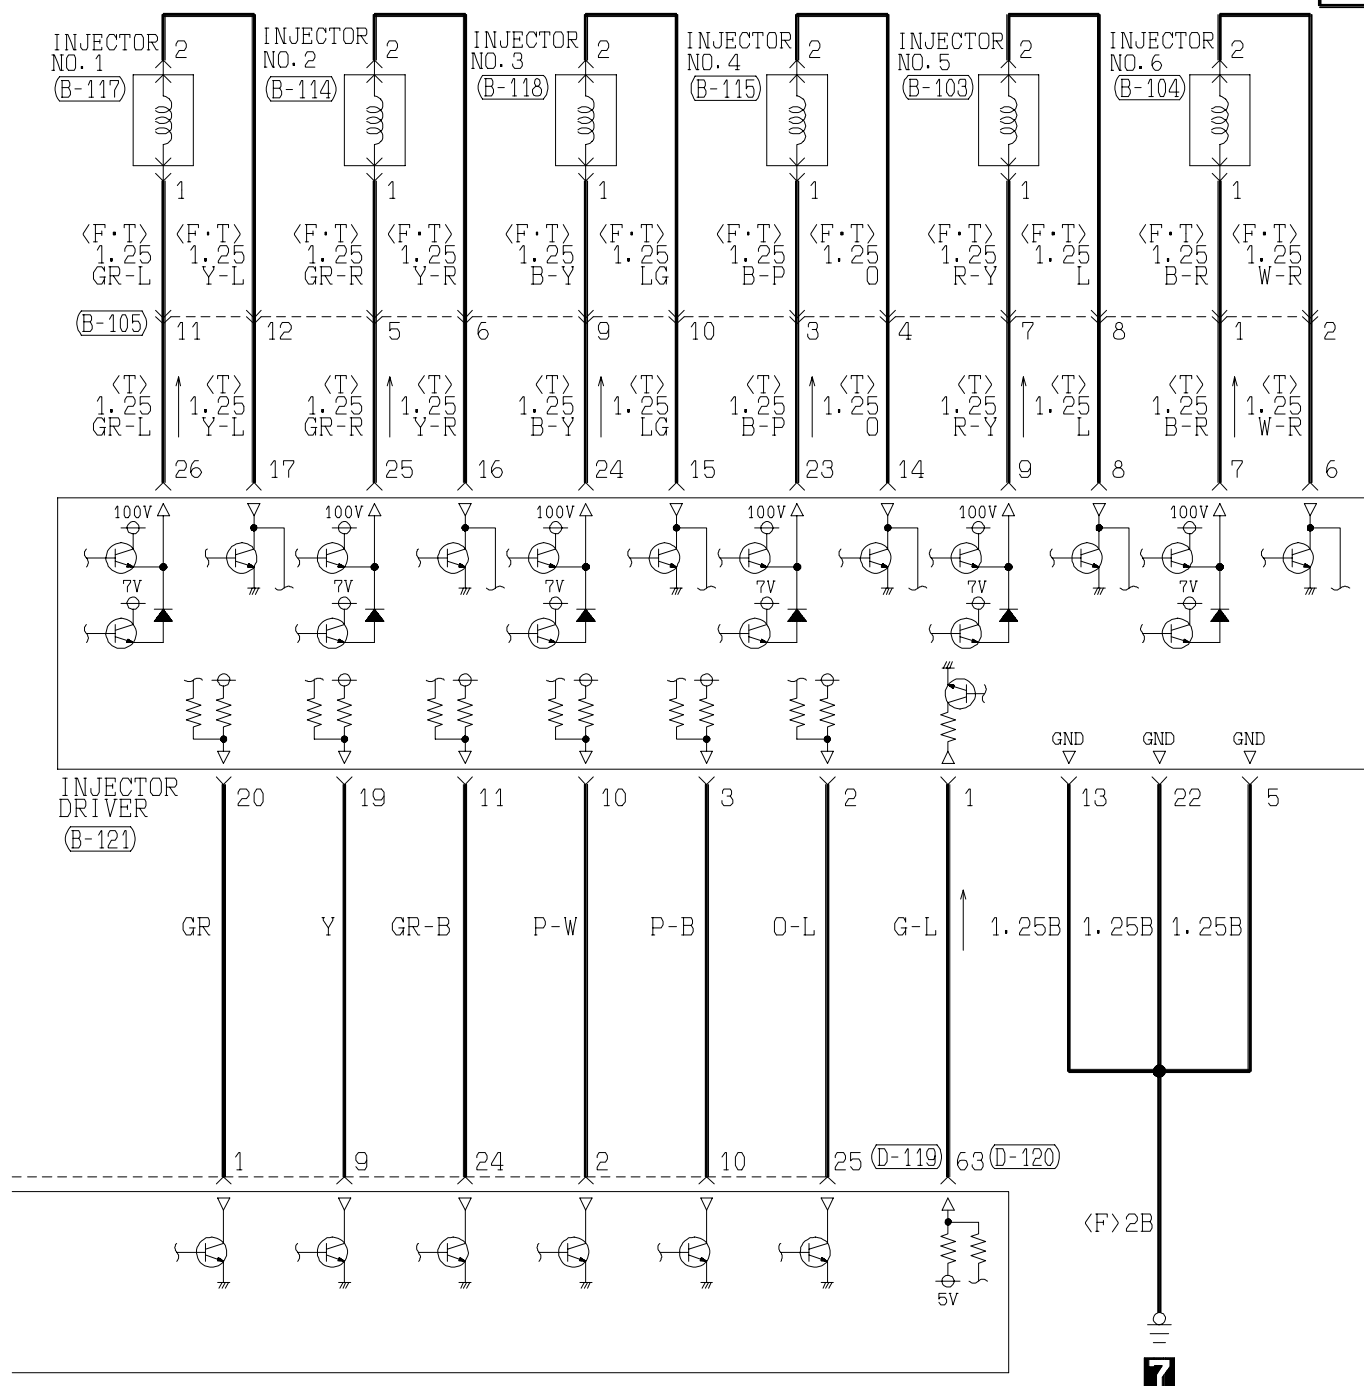 INJECTOR NO. 1 2 INJECTOR NO. 2 2 INJECTOR NO. 3 2 INJECTOR NO. 4 2 INJECTOR NO. 5 2 INJECTOR NO. 6 2
B-117 B-114 B-118 B-115 B-103 B-104
1 1 1 1 1 1
<F·T> <F·T> <F·T> <F·T> <F·T> <F·T> <F·T> <F·T> <F·T> <F·T> <F·T> <F·T>
1.25 1.25 1.25 1.25 1.25 1.25 1.25 1.25 1.25 1.25 1.25 1.25
GR-L Y-L GR-R Y-R B-Y LG B-P O R-Y L B-R W-R
B-105 11 12 5 6 9 10 3 4 7 8 1 2
<T> <T> <T> <T> <T> <T> <T> <T> <T> <T> <T> <T>
1.25 1.25 1.25 1.25 1.25 1.25 1.25 1.25 1.25 1.25 1.25 1.25
GR-L Y-L GR-R Y-R B-Y LG B-P O R-Y L B-R W-R
26 17 25 16 24 15 23 14 9 8 7 6
100V 100V 100V 100V 100V 100V
7V 7V 7V 7V 7V 7V
GND GND GND
INJECTOR
DRIVER
B-121
20 19 11 10 3 2 1 13 22 5
GR Y GR-B P-W P-B O-L G-L 1.25B 1.25B 1.25B
1 9 24 2 10 25 D-119 63 D-120
<F>2B
5V
7